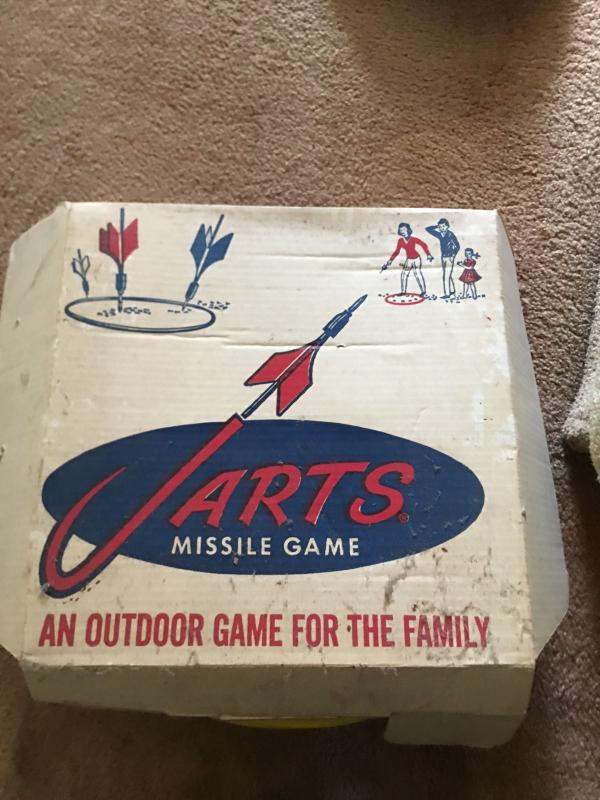 JARTS®
MISSILE GAME
AN OUTDOOR GAME FOR THE FAMILY